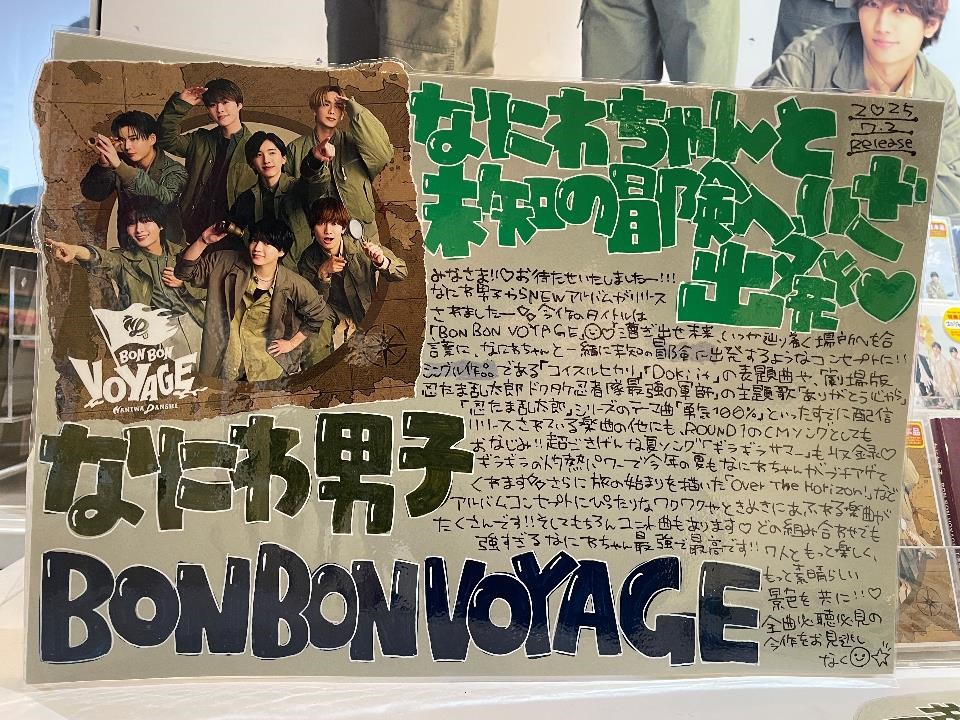 なにわちゃんと
未知の冒険へいざ
出発♡
2♡25
7.2
Release
みなさま!!♡お待たせいたしましたー!!!
なにわ男子からNEWアルバムがリリース
されましたー♡今作のタイトルは
「BON BON VOYAGE」♡漕ぎ出せ未来、いつか辿り着く場所へを合
言葉に、なにわちゃんと一緒に未知の冒険に出発するようなコンセプトに!!
シングル作品である「コイスルヒカリ」「Doki it」の表題曲や、「劇場版
忍たま乱太郎 ドクタケ忍者隊最強の軍師」の主題歌「ありがとう心から」
「忍たま乱太郎」シリーズのテーマ曲「勇気100%」といったすでに配信
リリースされている楽曲の他にも、ROUND1のCMソングとしても
おなじみ!!超ごきげんな夏ソング「ギラギラサマー」も収録♡
ギラギラの灼熱パワーで今年の夏もなにわちゃんがブチアゲて
くれます さらに旅の始まりを描いた「Over The Horizon」など
アルバムコンセプトにぴったりなワクワクやときめきにあふれる楽曲が
たくさんです!!そしてもちろんユニット曲もあります♡どの組み合わせでも
強すぎるなにわちゃん最強で最高です!!7人ともっと楽しく、
もっと素晴らしい
景色を共に!!♡
全曲必聴必見の
今作をお見逃し
なく
BON BON
VOYAGE
NANIWA DANSHI
なにわ男子
BON BON VOYAGE